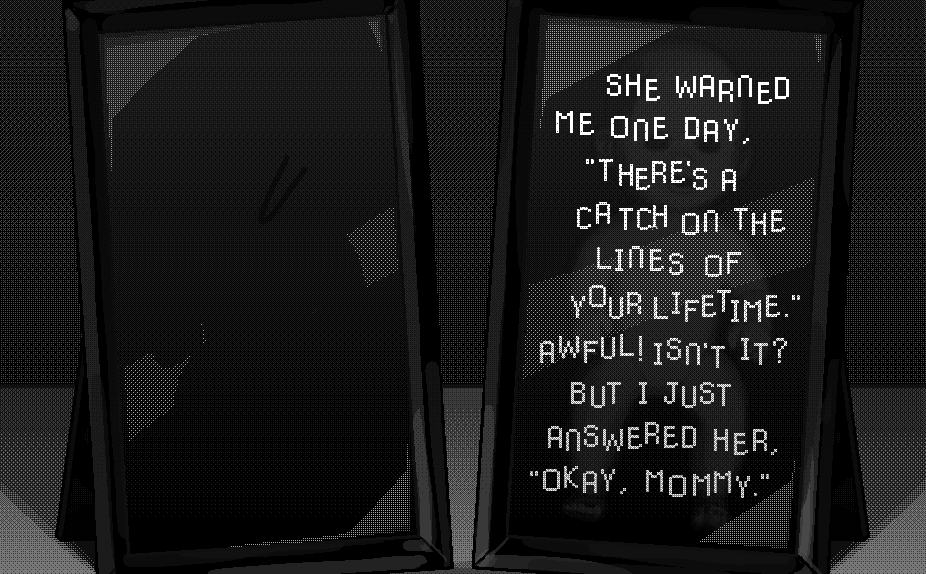 SHE WARNED
ME ONE DAY,
"THERE'S A
CATCH ON THE
LINES OF
YOUR LIFETIME."
AWFUL! ISN'T IT?
BUT I JUST
ANSWERED HER,
"OKAY, MOMMY."